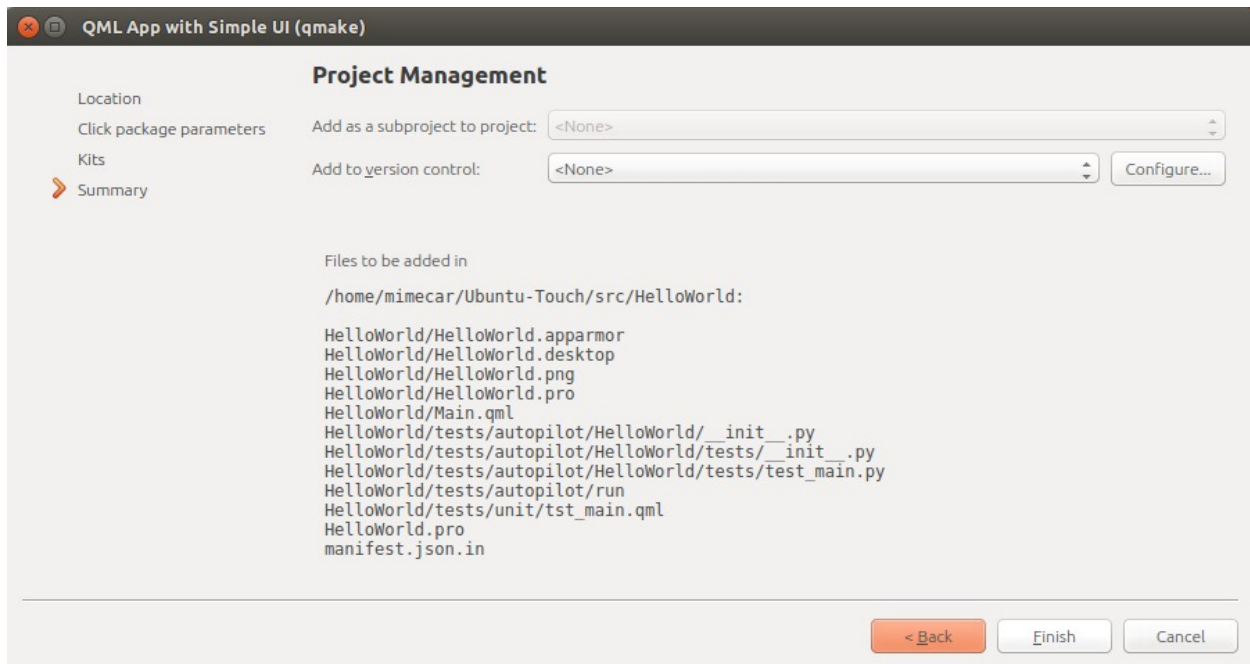 QML App with Simple UI (qmake)
Location
Click package parameters
Kits
Summary
Project Management
Add as a subproject to project: <None>
Add to version control: <None> Configure...
Files to be added in
/home/mimecar/Ubuntu-Touch/src/HelloWorld:
HelloWorld/HelloWorld.apparmor
HelloWorld/HelloWorld.desktop
HelloWorld/HelloWorld.png
HelloWorld/HelloWorld.pro
HelloWorld/Main.qml
HelloWorld/tests/autopilot/HelloWorld/__init__.py
HelloWorld/tests/autopilot/HelloWorld/tests/__init__.py
HelloWorld/tests/autopilot/HelloWorld/tests/test_main.py
HelloWorld/tests/autopilot/run
HelloWorld/tests/unit/tst_main.qml
HelloWorld.pro
manifest.json.in
< Back Finish Cancel